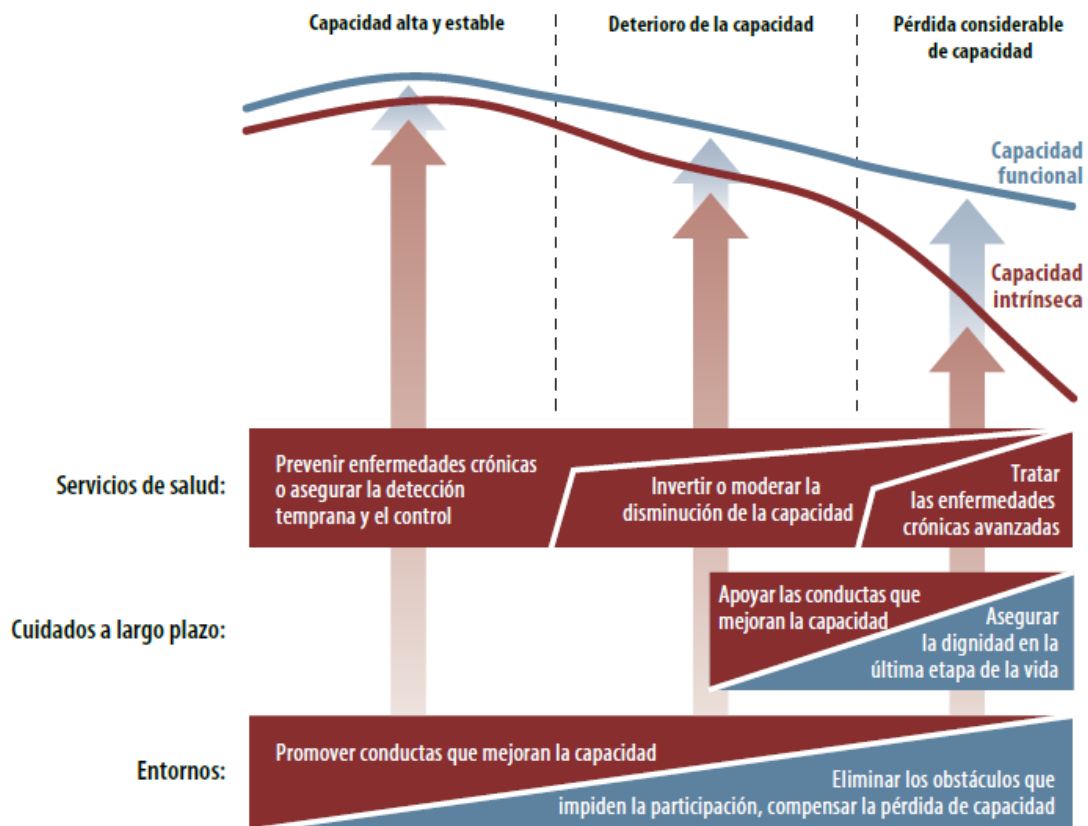 Capacidad alta y estable
Deterioro de la capacidad
Pérdida considerable
de capacidad
Capacidad
funcional
Capacidad
intrínseca
Servicios de salud:
Prevenir enfermedades crónicas
o asegurar la detección
temprana y el control
Invertir o moderar la
disminución de la capacidad
Tratar
las enfermedades
crónicas avanzadas
Cuidados a largo plazo:
Apoyar las conductas que
mejoran la capacidad
Asegurar
la dignidad en la
última etapa de la vida
Entornos:
Promover conductas que mejoran la capacidad
Eliminar los obstáculos que
impiden la participación, compensar la pérdida de capacidad